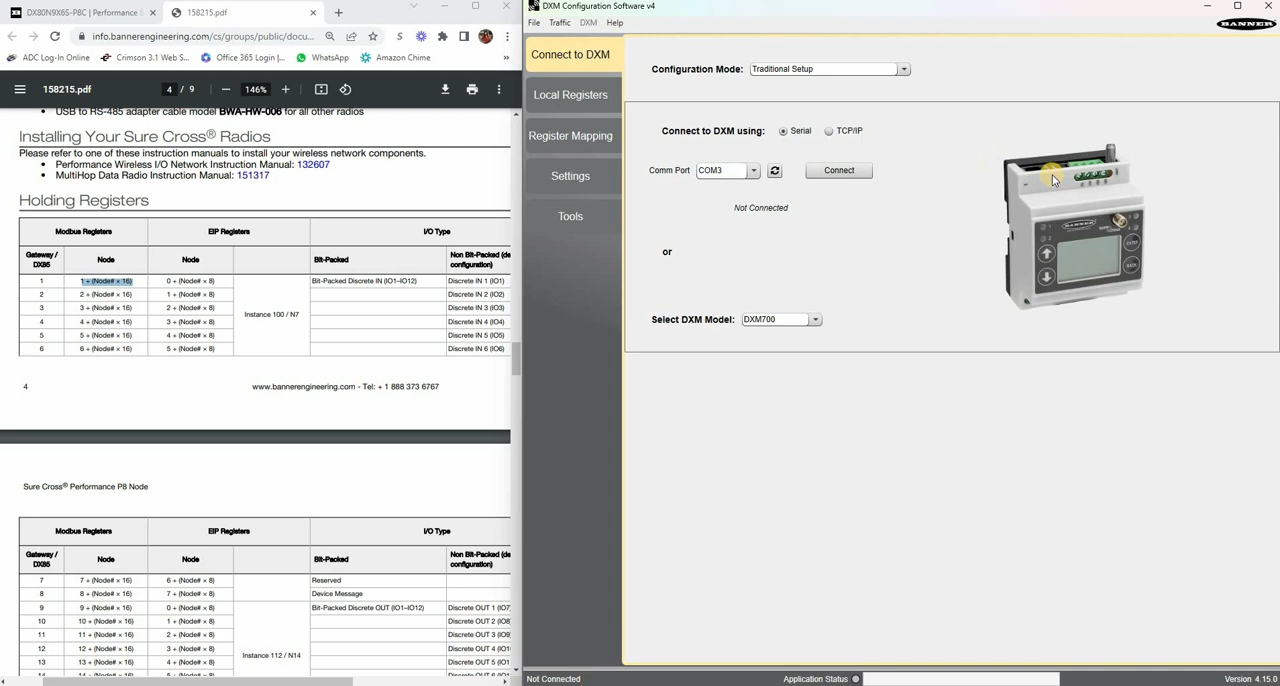 DX80N9X6S-P8C | Performance S
158215.pdf
info.bannerengineering.com/cs/groups/public/docu...
ADC Log-In Online
Crimson 3.1 Web S...
Office 365 Login |...
WhatsApp
Amazon Chime
»
158215.pdf
4 / 9
146%
• USB to RS-485 adapter cable model BWA-HW-006 for all other radios
Installing Your Sure Cross® Radios
Please refer to one of these instruction manuals to install your wireless network components.
• Performance Wireless I/O Network Instruction Manual: 132607
• MultiHop Data Radio Instruction Manual: 151317
Holding Registers
Modbus Registers EIP Registers I/O Type
Gateway / DX85 Node Node Bit-Packed Non Bit-Packed (de configuration)
1 1 + (Node# × 16) 0 + (Node# × 8) Bit-Packed Discrete IN (IO1–IO12) Discrete IN 1 (IO1)
2 2 + (Node# × 16) 1 + (Node# × 8) Discrete IN 2 (IO2)
3 3 + (Node# × 16) 2 + (Node# × 8) Instance 100 / N7 Discrete IN 3 (IO3)
4 4 + (Node# × 16) 3 + (Node# × 8) Discrete IN 4 (IO4)
5 5 + (Node# × 16) 4 + (Node# × 8) Discrete IN 5 (IO5)
6 6 + (Node# × 16) 5 + (Node# × 8) Discrete IN 6 (IO6)
4 www.bannerengineering.com - Tel: + 1 888 373 6767
Sure Cross® Performance P8 Node
Modbus Registers EIP Registers I/O Type
Gateway / DX85 Node Node Bit-Packed Non Bit-Packed (de configuration)
7 7 + (Node# × 16) 6 + (Node# × 8) Reserved
8 8 + (Node# × 16) 7 + (Node# × 8) Device Message
9 9 + (Node# × 16) 0 + (Node# × 8) Bit-Packed Discrete OUT (IO1–IO12) Discrete OUT 1 (IO7
10 10 + (Node# × 16) 1 + (Node# × 8) Discrete OUT 2 (IO8
11 11 + (Node# × 16) 2 + (Node# × 8) Discrete OUT 3 (IO9
12 12 + (Node# × 16) 3 + (Node# × 8) Instance 112 / N14 Discrete OUT 4 (IO1
13 13 + (Node# × 16) 4 + (Node# × 8) Discrete OUT 5 (IO1
DXM Configuration Software v4
File Traffic DXM Help
BANNER
Connect to DXM
Local Registers
Register Mapping
Settings
Tools
Configuration Mode: Traditional Setup
Connect to DXM using: Serial TCP/IP
Comm Port COM3 Connect
Not Connected
or
Select DXM Model: DXM700
BANNER
ENTER
BACK
Not Connected Application Status Version 4.15.0